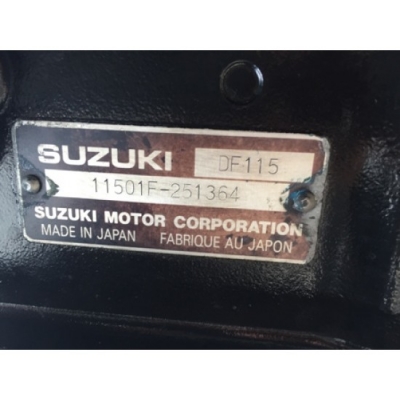 SUZUKI DF115
11501F-251364
SUZUKI MOTOR CORPORATION
MADE IN JAPAN FABRIQUE AU JAPON